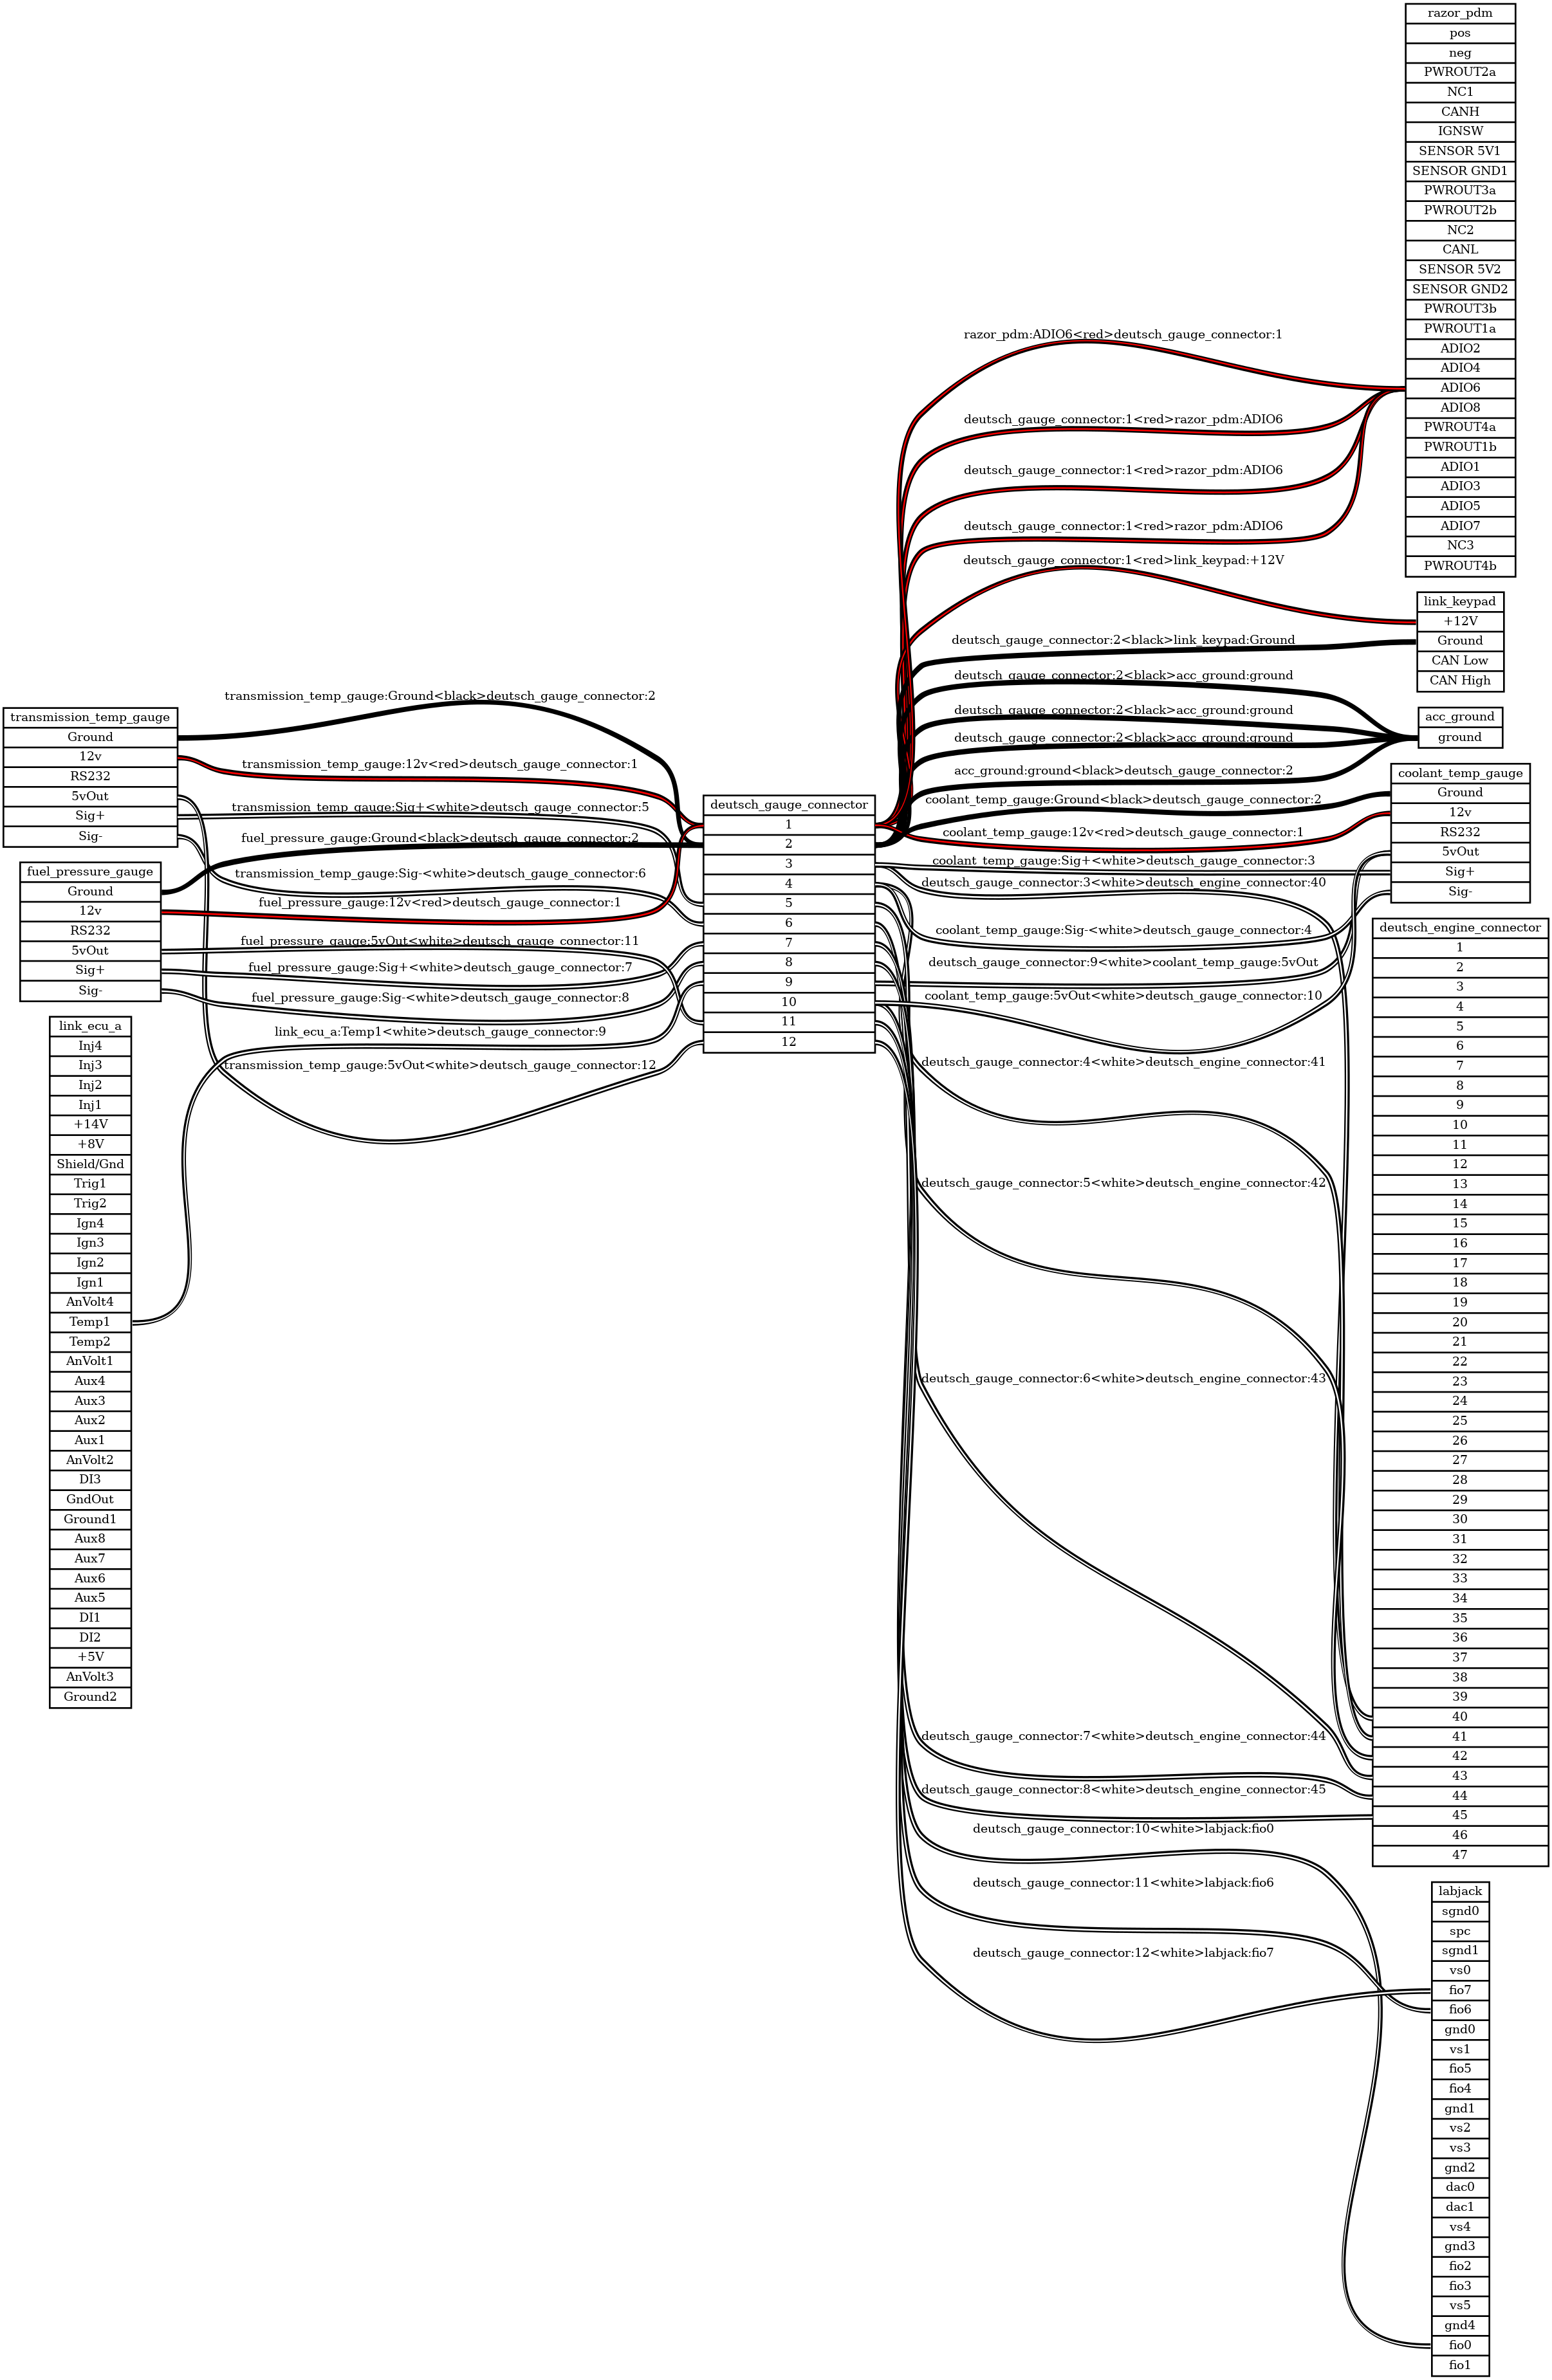 transmission_temp_gauge
Ground
12v
RS232
5vOut
Sig+
Sig-
fuel_pressure_gauge
Ground
12v
RS232
5vOut
Sig+
Sig-
link_ecu_a
Inj4
Inj3
Inj2
Inj1
+14V
+8V
Shield/Gnd
Trig1
Trig2
Ign4
Ign3
Ign2
Ign1
AnVolt4
Temp1
Temp2
AnVolt1
Aux4
Aux3
Aux2
Aux1
AnVolt2
DI3
GndOut
Ground1
Aux8
Aux7
Aux6
Aux5
DI1
DI2
+5V
AnVolt3
Ground2
transmission_temp_gauge:Ground<black>deutsch_gauge_connector:2
transmission_temp_gauge:12v<red>deutsch_gauge_connector:1
transmission_temp_gauge:Sig+<white>deutsch_gauge_connector:5
fuel_pressure_gauge:Ground<black>deutsch_gauge_connector:2
transmission_temp_gauge:Sig-<white>deutsch_gauge_connector:6
fuel_pressure_gauge:12v<red>deutsch_gauge_connector:1
fuel_pressure_gauge:5vOut<white>deutsch_gauge_connector:11
fuel_pressure_gauge:Sig+<white>deutsch_gauge_connector:7
fuel_pressure_gauge:Sig-<white>deutsch_gauge_connector:8
link_ecu_a:Temp1<white>deutsch_gauge_connector:9
transmission_temp_gauge:5vOut<white>deutsch_gauge_connector:12
deutsch_gauge_connector
1
2
3
4
5
6
7
8
9
10
11
12
razor_pdm:ADIO6<red>deutsch_gauge_connector:1
deutsch_gauge_connector:1<red>razor_pdm:ADIO6
deutsch_gauge_connector:1<red>razor_pdm:ADIO6
deutsch_gauge_connector:1<red>razor_pdm:ADIO6
deutsch_gauge_connector:1<red>link_keypad:+12V
deutsch_gauge_connector:2<black>link_keypad:Ground
deutsch_gauge_connector:2<black>acc_ground:ground
deutsch_gauge_connector:2<black>acc_ground:ground
deutsch_gauge_connector:2<black>acc_ground:ground
acc_ground:ground<black>deutsch_gauge_connector:2
coolant_temp_gauge:Ground<black>deutsch_gauge_connector:2
coolant_temp_gauge:12v<red>deutsch_gauge_connector:1
coolant_temp_gauge:Sig+<white>deutsch_gauge_connector:3
deutsch_gauge_connector:3<white>deutsch_engine_connector:40
coolant_temp_gauge:Sig-<white>deutsch_gauge_connector:4
deutsch_gauge_connector:9<white>coolant_temp_gauge:5vOut
coolant_temp_gauge:5vOut<white>deutsch_gauge_connector:10
deutsch_gauge_connector:4<white>deutsch_engine_connector:41
deutsch_gauge_connector:5<white>deutsch_engine_connector:42
deutsch_gauge_connector:6<white>deutsch_engine_connector:43
deutsch_gauge_connector:7<white>deutsch_engine_connector:44
deutsch_gauge_connector:8<white>deutsch_engine_connector:45
deutsch_gauge_connector:10<white>labjack:fio0
deutsch_gauge_connector:11<white>labjack:fio6
deutsch_gauge_connector:12<white>labjack:fio7
razor_pdm
pos
neg
PWROUT2a
NC1
CANH
IGNSW
SENSOR 5V1
SENSOR GND1
PWROUT3a
PWROUT2b
NC2
CANL
SENSOR 5V2
SENSOR GND2
PWROUT3b
PWROUT1a
ADIO2
ADIO4
ADIO6
ADIO8
PWROUT4a
PWROUT1b
ADIO1
ADIO3
ADIO5
ADIO7
NC3
PWROUT4b
link_keypad
+12V
Ground
CAN Low
CAN High
acc_ground
ground
coolant_temp_gauge
Ground
12v
RS232
5vOut
Sig+
Sig-
deutsch_engine_connector
1
2
3
4
5
6
7
8
9
10
11
12
13
14
15
16
17
18
19
20
21
22
23
24
25
26
27
28
29
30
31
32
33
34
35
36
37
38
39
40
41
42
43
44
45
46
47
labjack
sgnd0
spc
sgnd1
vs0
fio7
fio6
gnd0
vs1
fio5
fio4
gnd1
vs2
vs3
gnd2
dac0
dac1
vs4
gnd3
fio2
fio3
vs5
gnd4
fio0
fio1